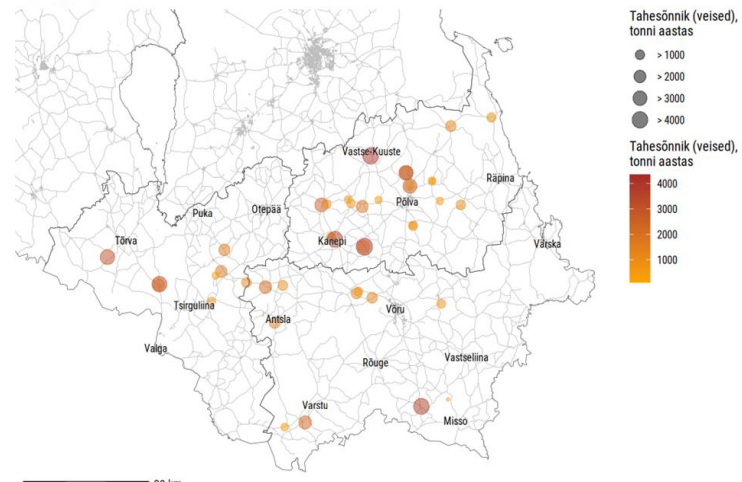 Tahesõnnik (veised),
tonni aastas
> 1000
> 2000
> 3000
> 4000
Tahesõnnik (veised),
tonni aastas
4000
3000
2000
1000
Vastse-Kuuste
Räpina
Põlva
Otepää
Puka
Tõrva
Kanepi
Värska
Tsirguliina
Antsla
Võru
Valga
Rõuge
Vastseliina
Varstu
Misso